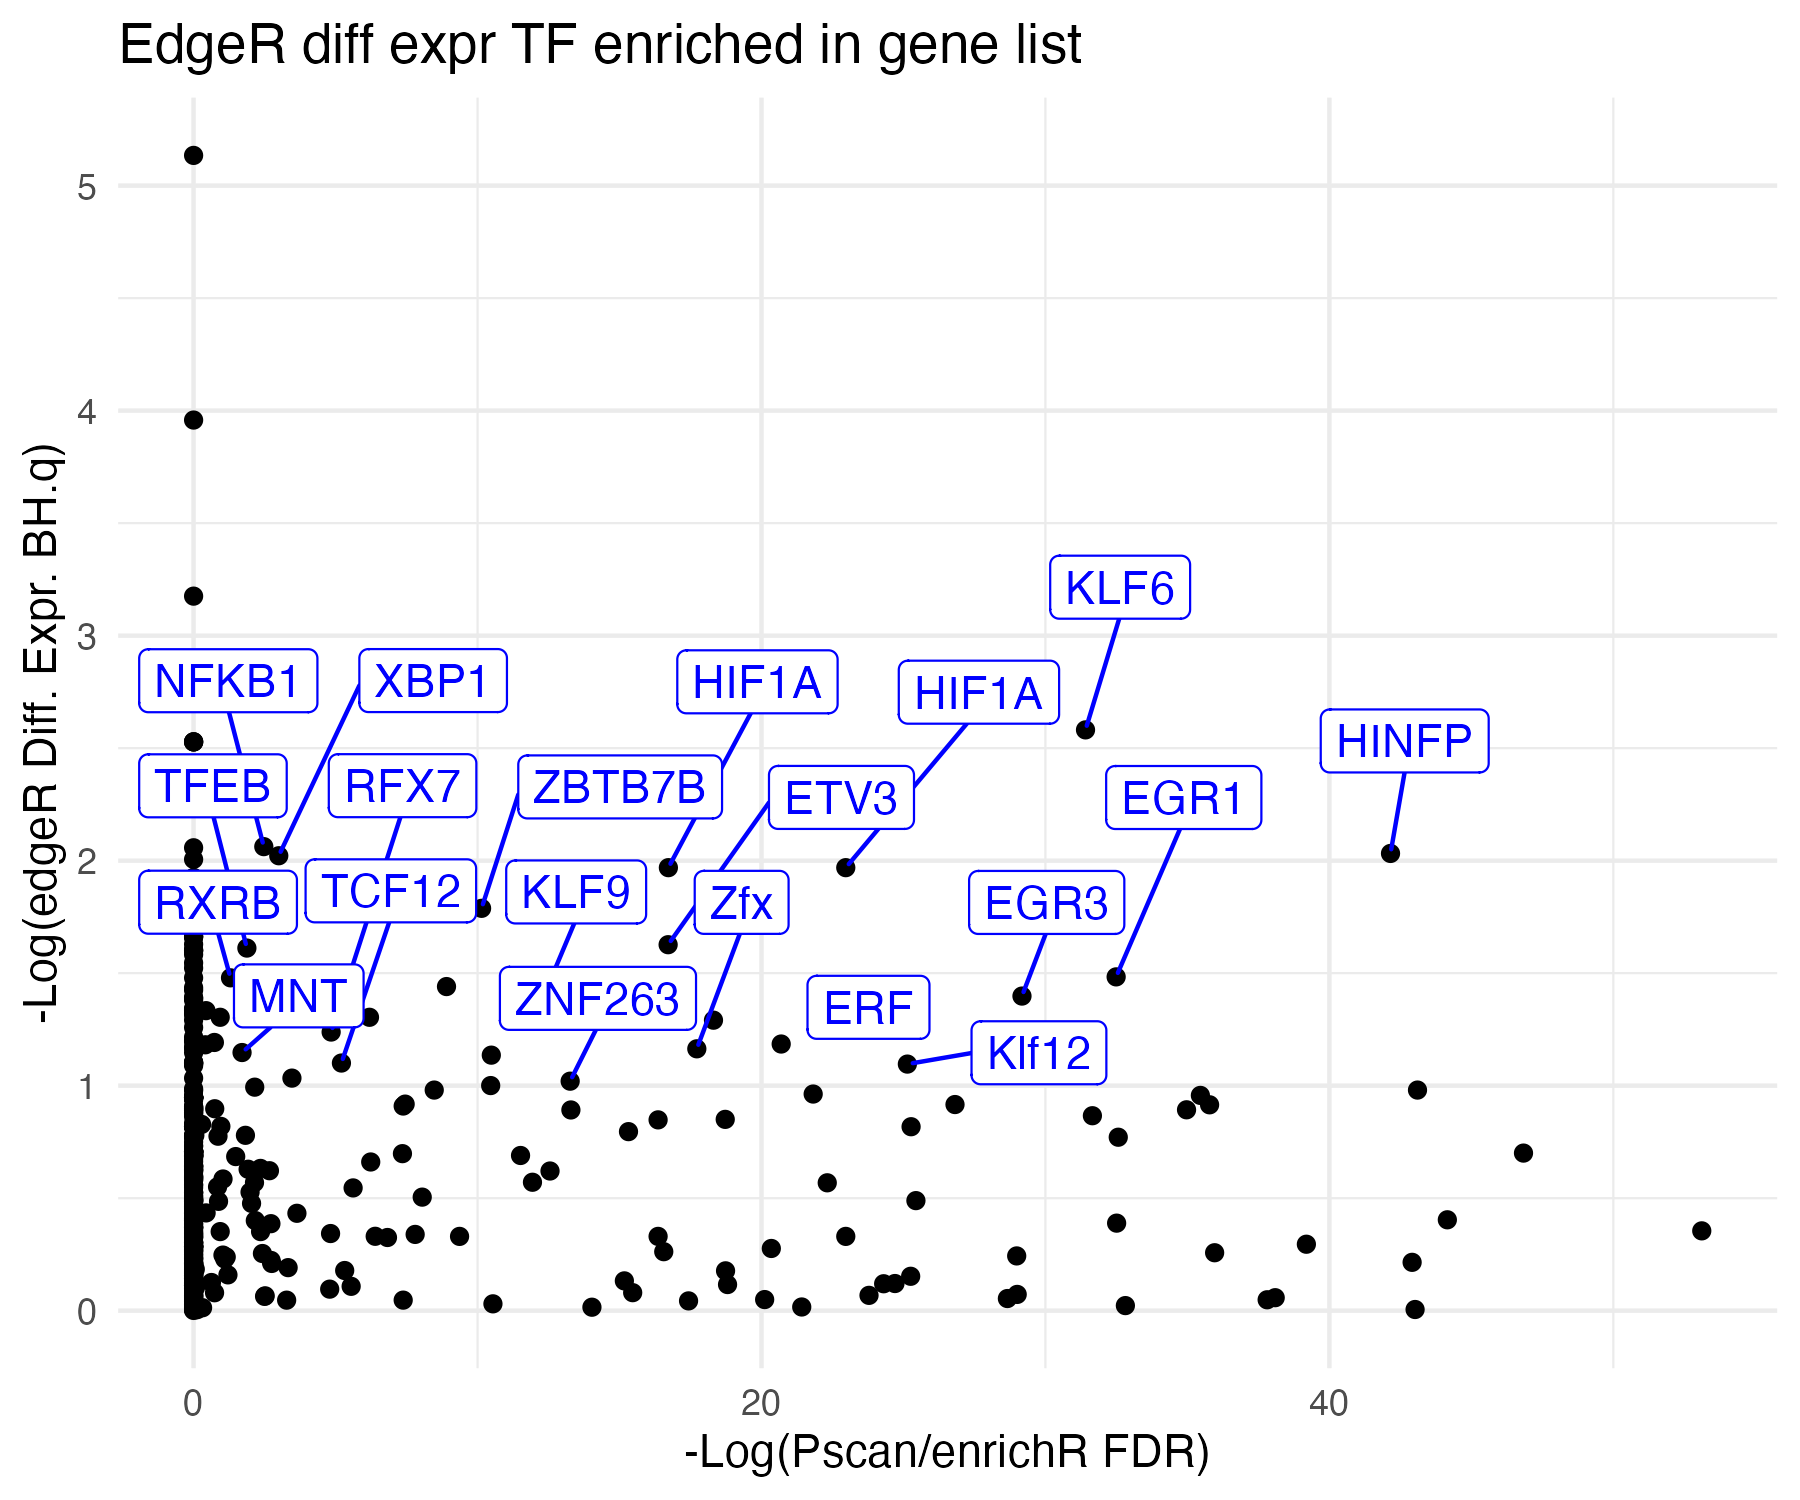 EdgeR diff expr TF enriched in gene list
-Log(edgeR Diff. Expr. BH.q)
5
4
3
2
1
0
KLF6
NFKB1
XBP1
HIF1A
HIF1A
HINFP
TFEB
RFX7
ZBTB7B
ETV3
EGR1
RXRB
TCF12
KLF9
Zfx
EGR3
MNT
ZNF263
ERF
Klf12
0
20
40
-Log(Pscan/enrichR FDR)